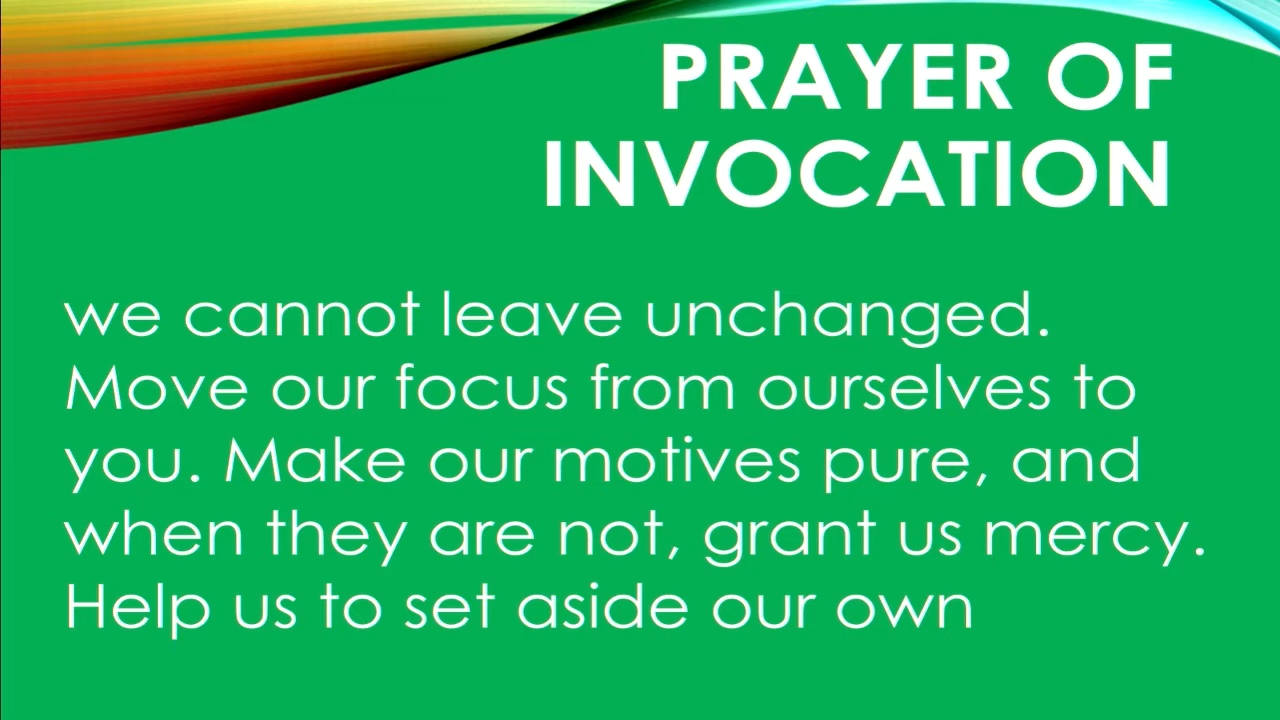 PRAYER OF
INVOCATION
we cannot leave unchanged.
Move our focus from ourselves to
you. Make our motives pure, and
when they are not, grant us mercy.
Help us to set aside our own